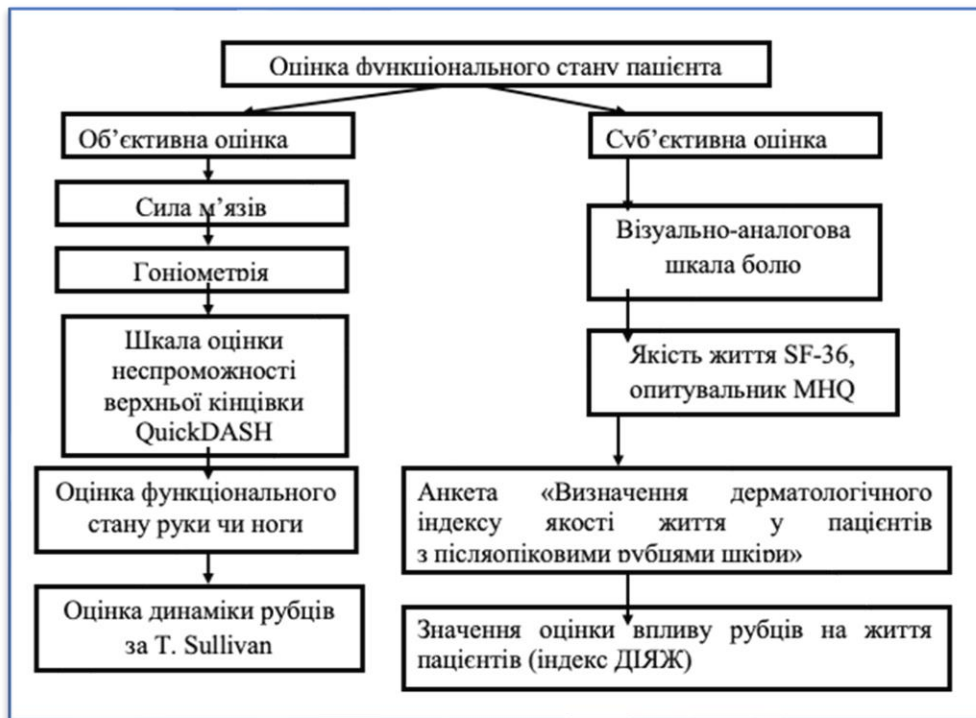 Оцінка функціонального стану пацієнта
Об’єктивна оцінка
Сила м’язів
Гоніометрія
Шкала оцінки
неспроможності
верхньої кінцівки
QuickDASH
Оцінка функціонального
стану руки чи ноги
Оцінка динаміки рубців
за T. Sullivan
Суб’єктивна оцінка
Візуально-аналогова
шкала болю
Якість життя SF-36,
опитувальник MHQ
Анкета «Визначення дерматологічного
індексу якості життя у пацієнтів
з післяопіковими рубцями шкіри»
Значення оцінки впливу рубців на життя
пацієнтів (індекс ДІЯЖ)